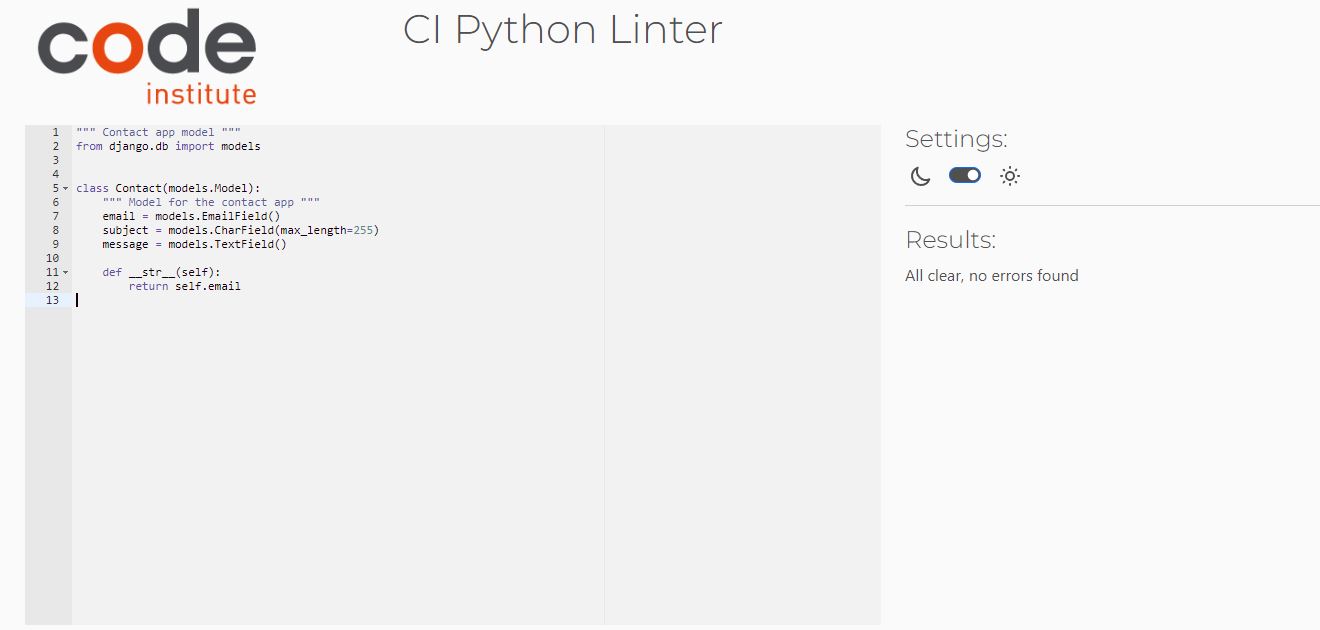 code
institute
CI Python Linter
1 """ Contact app model """
2 from django.db import models
3
4
5 class Contact(models.Model):
6     """ Model for the contact app """
7     email = models.EmailField()
8     subject = models.CharField(max_length=255)
9     message = models.TextField()
10
11     def __str__(self):
12         return self.email
13
Settings:
Results:
All clear, no errors found